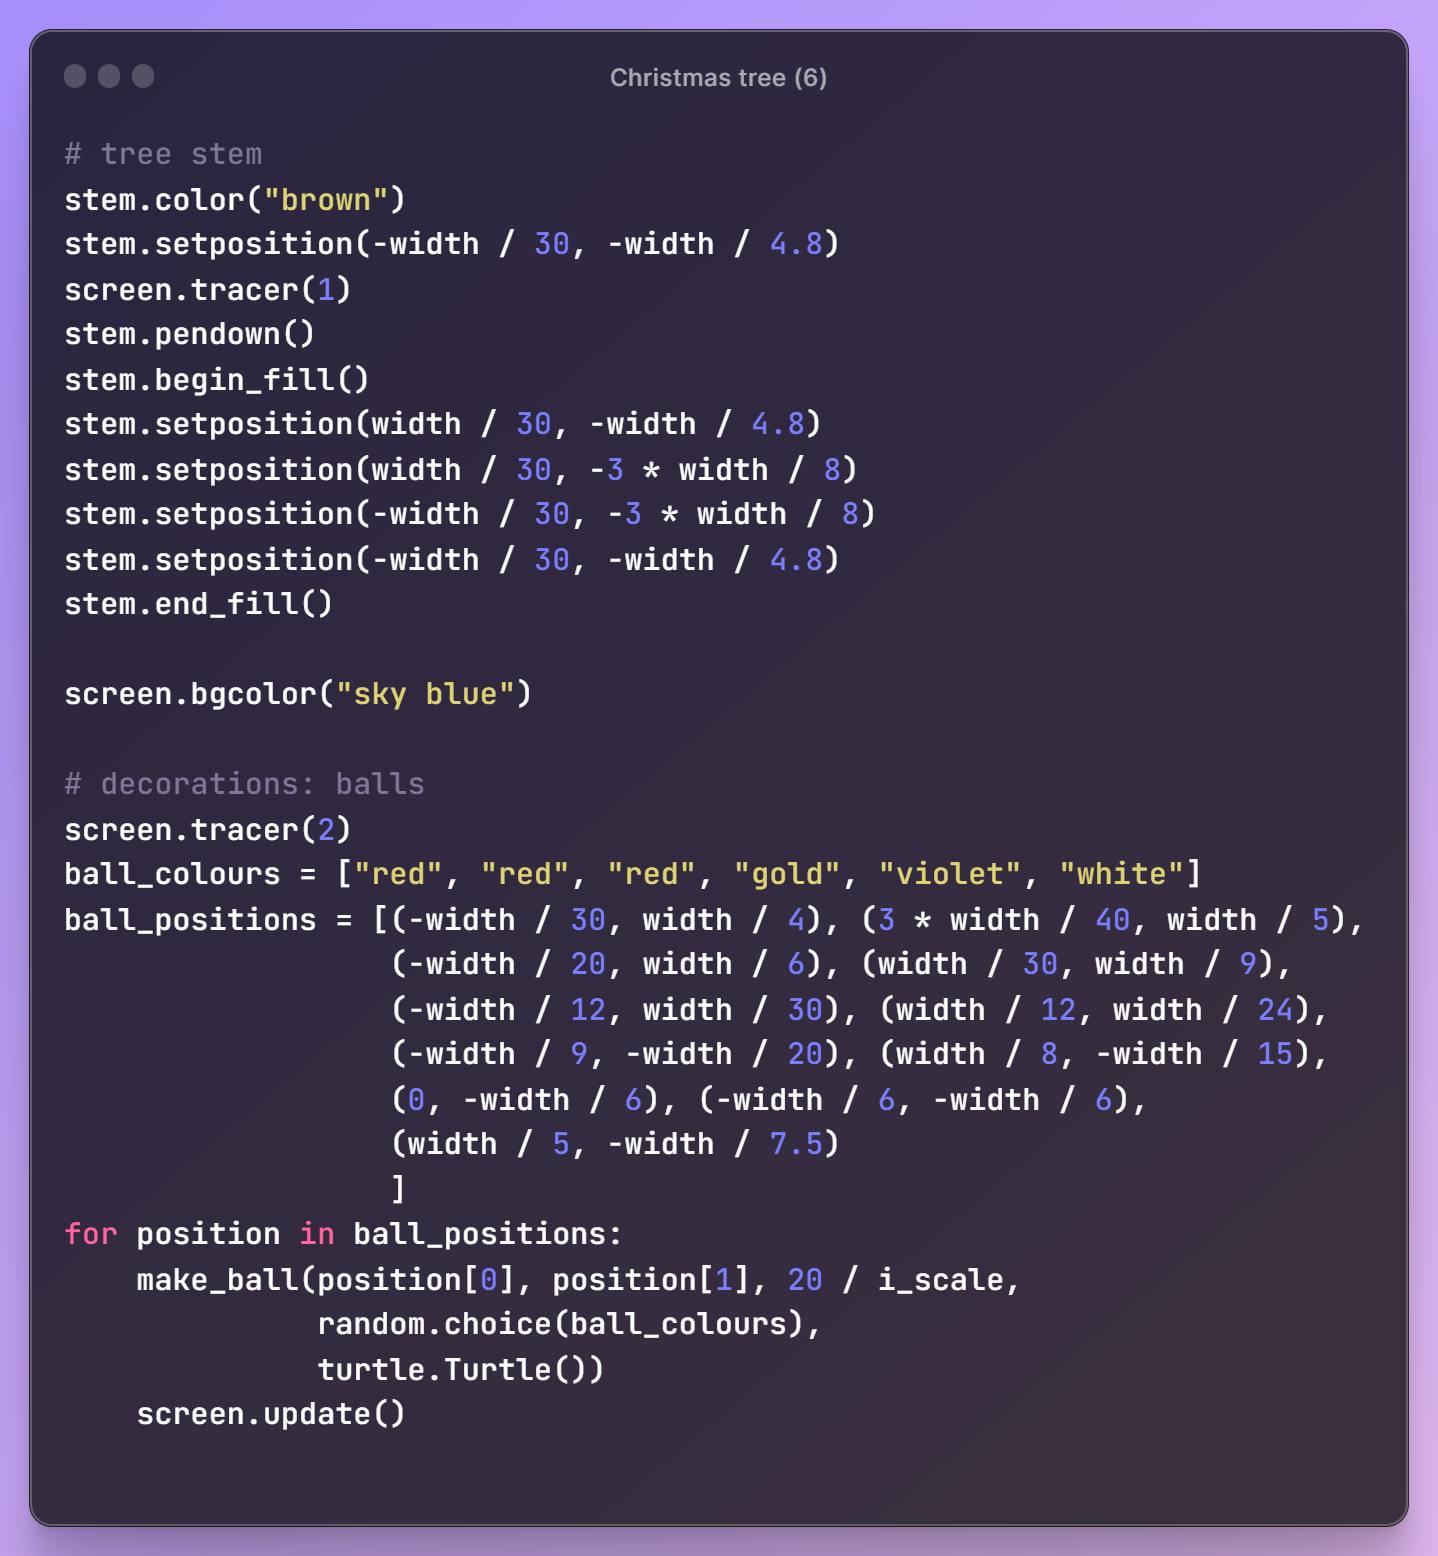 Christmas tree (6)
# tree stem
stem.color("brown")
stem.setposition(-width / 30, -width / 4.8)
screen.tracer(1)
stem.pendown()
stem.begin_fill()
stem.setposition(width / 30, -width / 4.8)
stem.setposition(width / 30, -3 * width / 8)
stem.setposition(-width / 30, -3 * width / 8)
stem.setposition(-width / 30, -width / 4.8)
stem.end_fill()

screen.bgcolor("sky blue")

# decorations: balls
screen.tracer(2)
ball_colours = ["red", "red", "red", "gold", "violet", "white"]
ball_positions = [(-width / 30, width / 4), (3 * width / 40, width / 5),
                  (-width / 20, width / 6), (width / 30, width / 9),
                  (-width / 12, width / 30), (width / 12, width / 24),
                  (-width / 9, -width / 20), (width / 8, -width / 15),
                  (0, -width / 6), (-width / 6, -width / 6),
                  (width / 5, -width / 7.5)
                  ]
for position in ball_positions:
    make_ball(position[0], position[1], 20 / i_scale,
              random.choice(ball_colours),
              turtle.Turtle())
    screen.update()